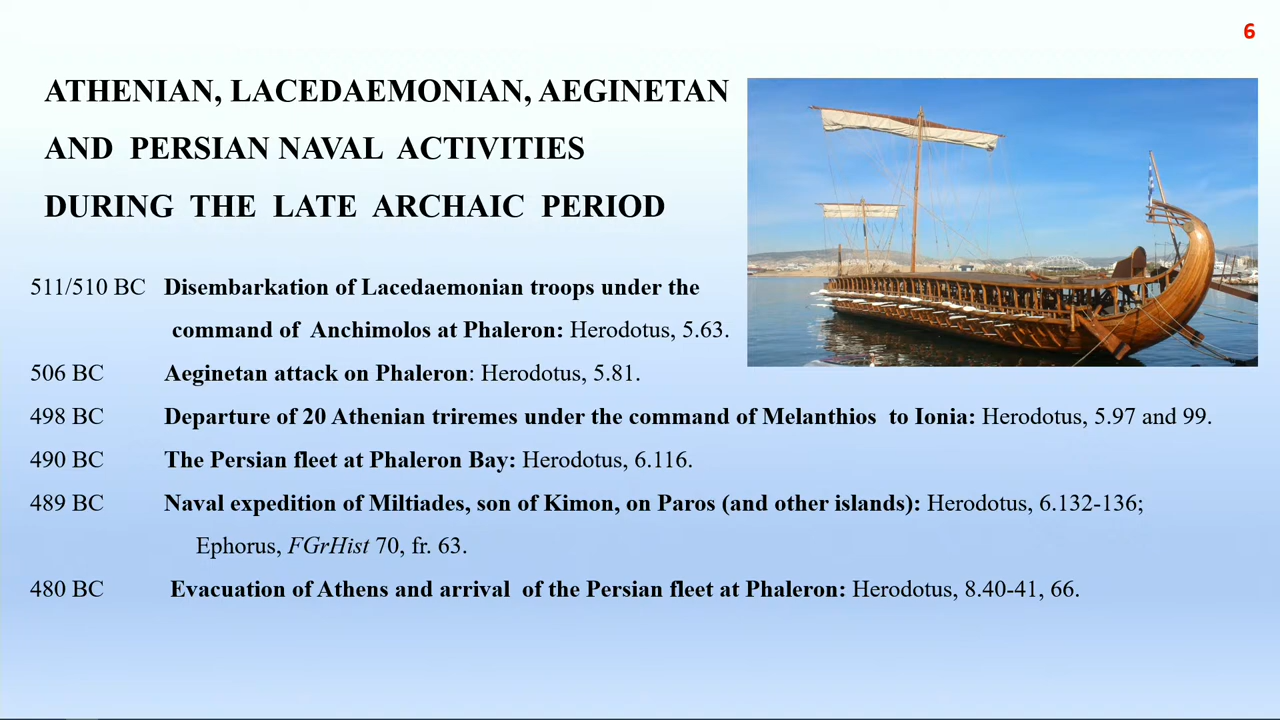 6
ATHENIAN, LACEDAEMONIAN, AEGINETAN
AND PERSIAN NAVAL ACTIVITIES
DURING THE LATE ARCHAIC PERIOD
511/510 BC Disembarkation of Lacedaemonian troops under the
command of Anchimolos at Phaleron: Herodotus, 5.63.
506 BC Aeginetan attack on Phaleron: Herodotus, 5.81.
498 BC Departure of 20 Athenian triremes under the command of Melanthios to Ionia: Herodotus, 5.97 and 99.
490 BC The Persian fleet at Phaleron Bay: Herodotus, 6.116.
489 BC Naval expedition of Miltiades, son of Kimon, on Paros (and other islands): Herodotus, 6.132-136;
Ephorus, FGrHist 70, fr. 63.
480 BC Evacuation of Athens and arrival of the Persian fleet at Phaleron: Herodotus, 8.40-41, 66.